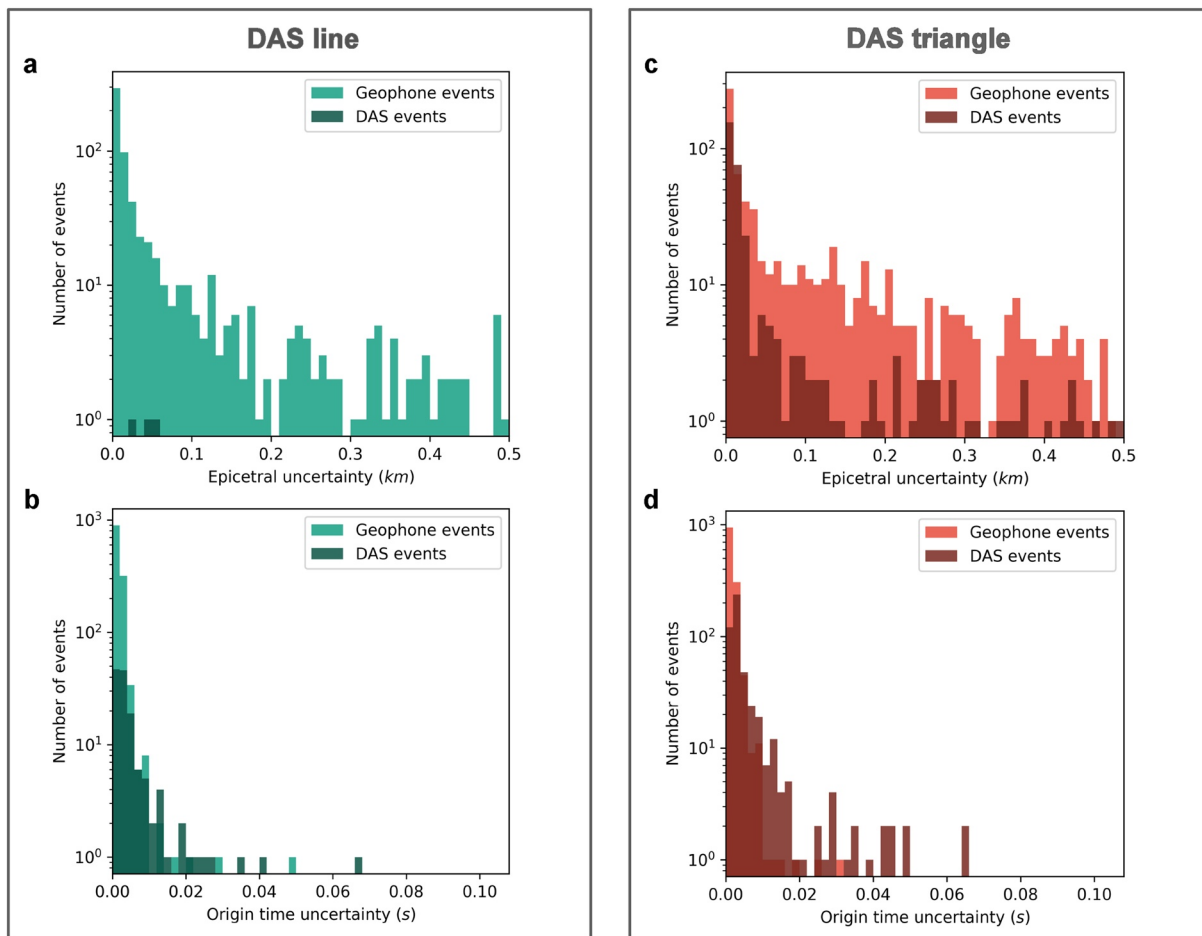 DAS line
a
Geophone events
DAS events
10²
10¹
10⁰
Number of events
0.0 0.1 0.2 0.3 0.4 0.5
Epicetral uncertainty (km)
b
Geophone events
DAS events
10³
10²
10¹
10⁰
Number of events
0.00 0.02 0.04 0.06 0.08 0.10
Origin time uncertainty (s)
DAS triangle
c
Geophone events
DAS events
10²
10¹
10⁰
Number of events
0.0 0.1 0.2 0.3 0.4 0.5
Epicetral uncertainty (km)
d
Geophone events
DAS events
10³
10²
10¹
10⁰
Number of events
0.00 0.02 0.04 0.06 0.08 0.10
Origin time uncertainty (s)